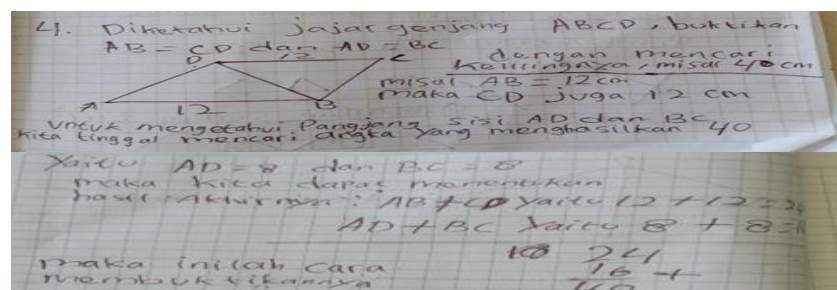 4. Diketahui jajar genjang ABCD, buktikan
AB = CD dan AD = BC
dengan mencari
kelilingnya, misal 40 cm
D 12 C
misal AB = 12 cm
maka CD juga 12 cm
A 12 B
Untuk mengetahui Panjang sisi AD dan BC
kita tinggal mencari angka yang menghasilkan 40
Yaitu AD = 8 dan BC = 8
maka kita dapat menentukan
hasil akhirnya : AB + CD yaitu 12 + 12 = 24
AD + BC Yaitu 8 + 8 = 16
24
maka inilah cara 16 +
membuktikannya 40